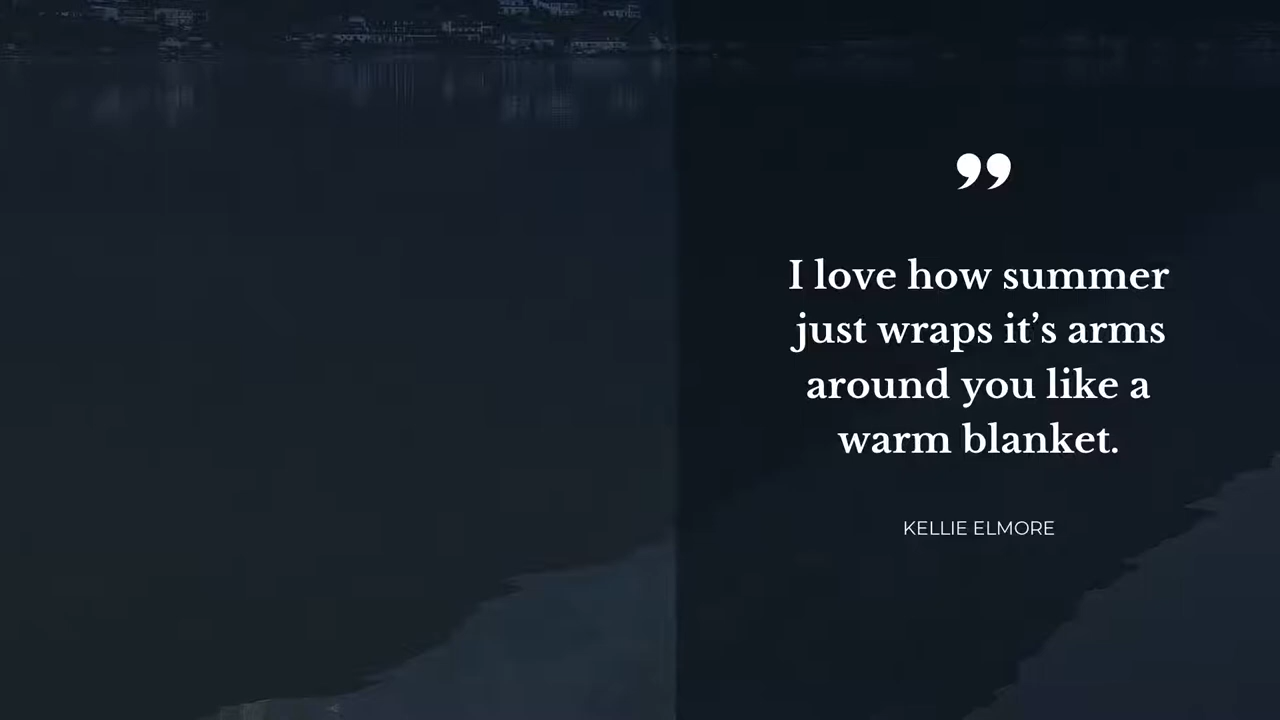 ”
I love how summer
just wraps it’s arms
around you like a
warm blanket.
KELLIE ELMORE